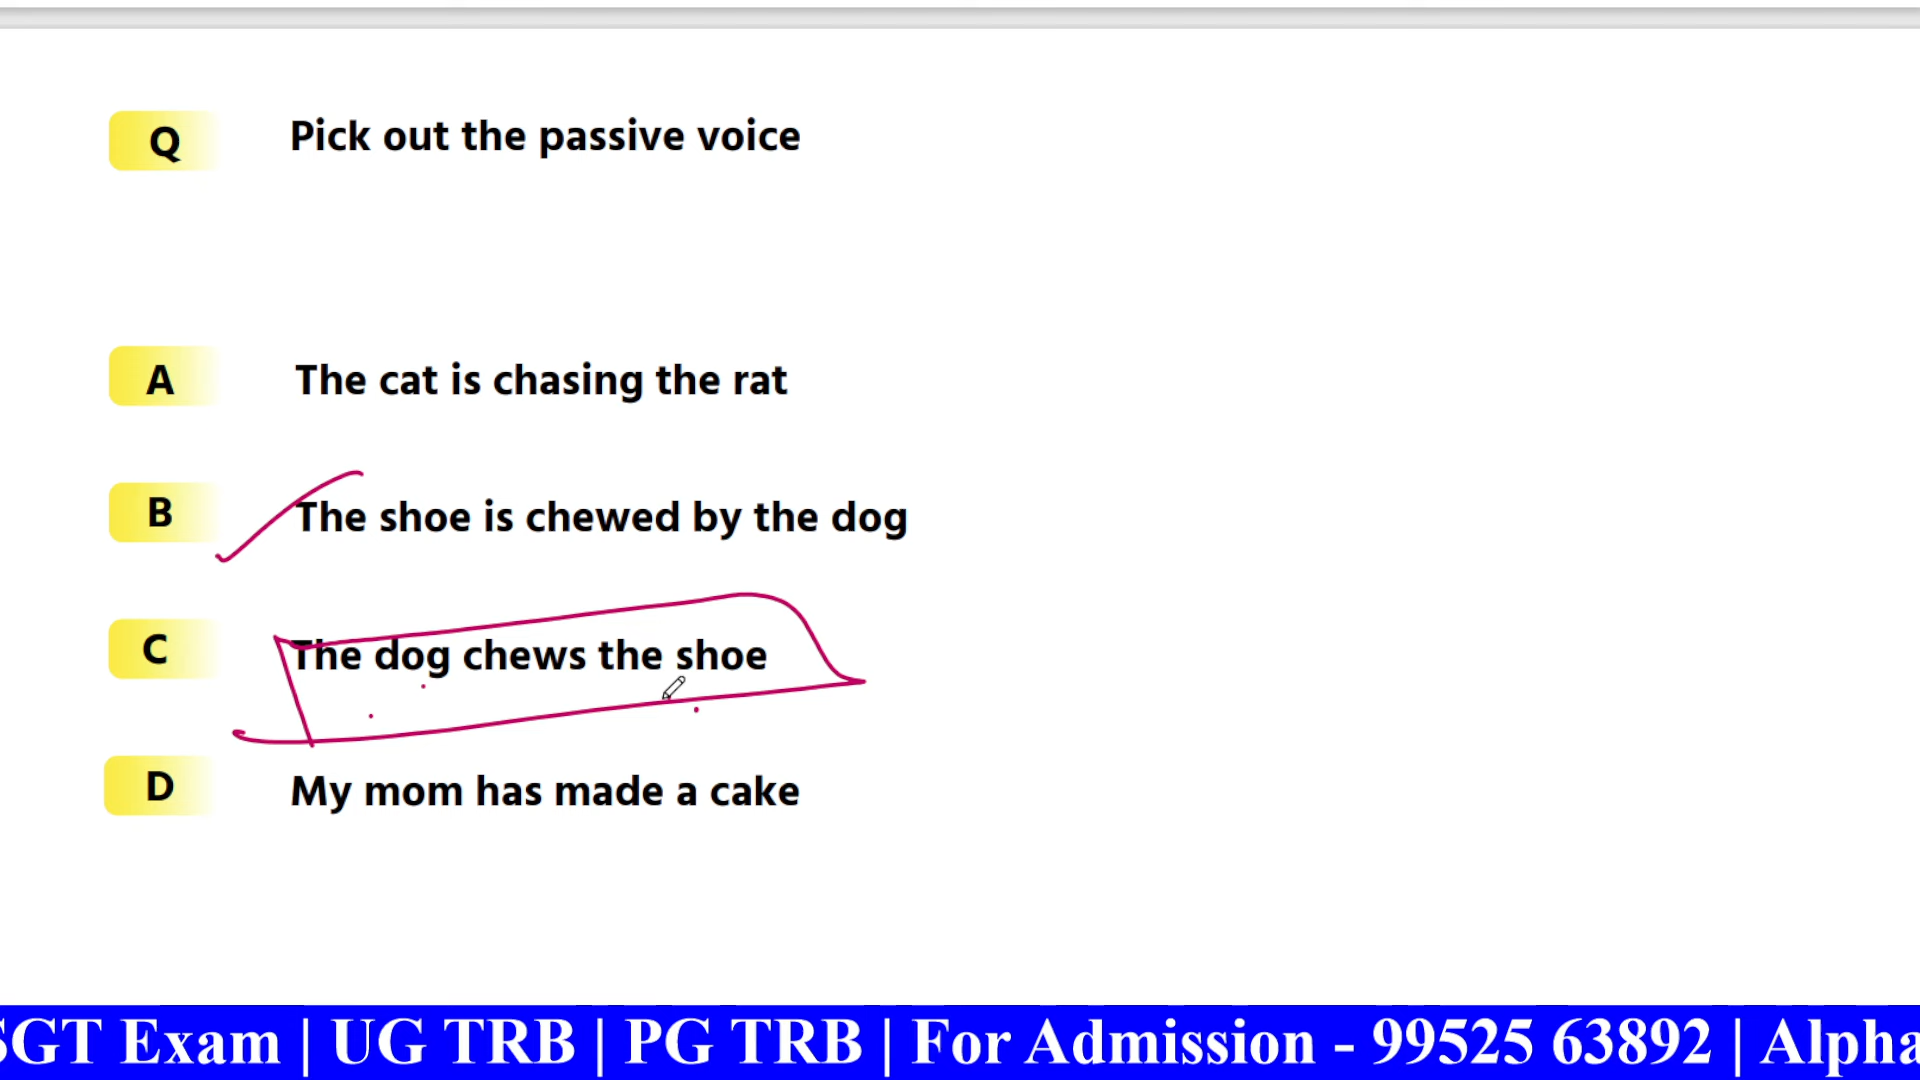 Q Pick out the passive voice
A The cat is chasing the rat
B The shoe is chewed by the dog
C The dog chews the shoe
D My mom has made a cake
SGT Exam | UG TRB | PG TRB | For Admission - 99525 63892 | Alpha